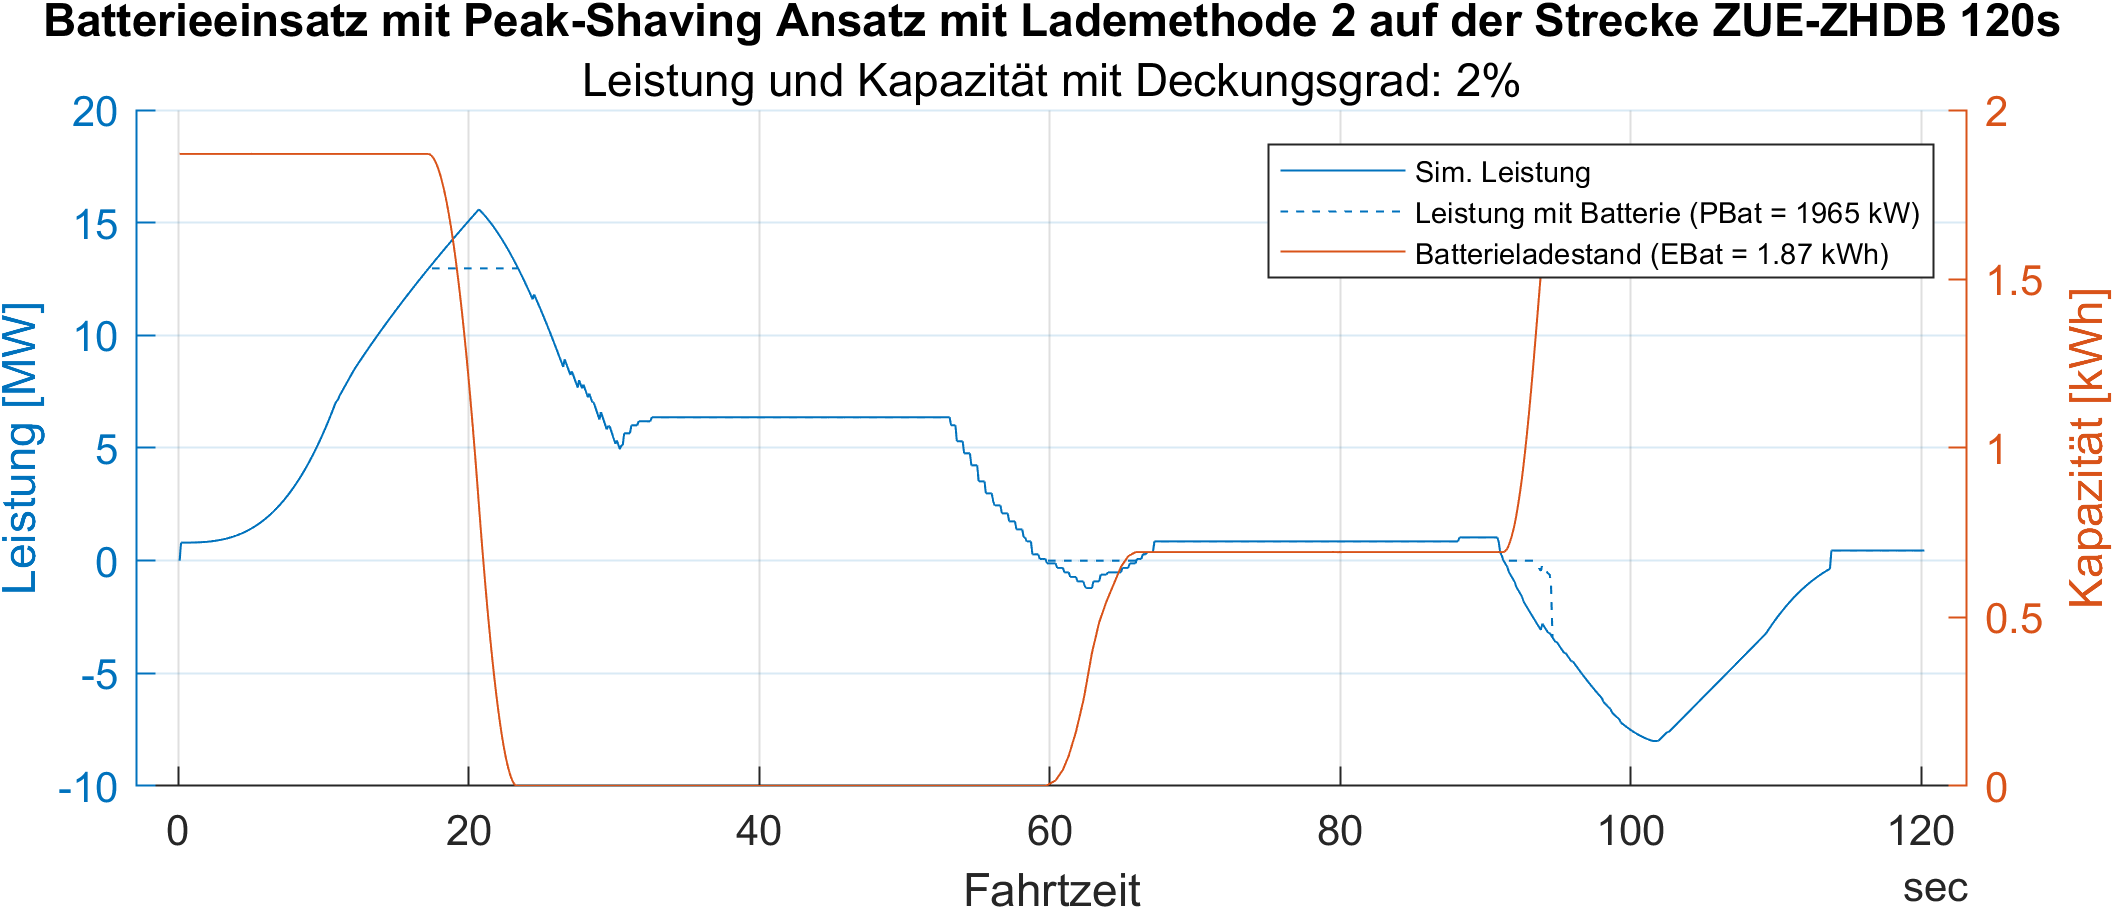 Batterieeinsatz mit Peak-Shaving Ansatz mit Lademethode 2 auf der Strecke ZUE-ZHDB 120s
Leistung und Kapazität mit Deckungsgrad: 2%
20
15
10
5
0
-5
-10
Leistung [MW]
2
1.5
1
0.5
0
Kapazität [kWh]
Sim. Leistung
Leistung mit Batterie (PBat = 1965 kW)
Batterieladestand (EBat = 1.87 kWh)
0 20 40 60 80 100 120
Fahrtzeit
sec